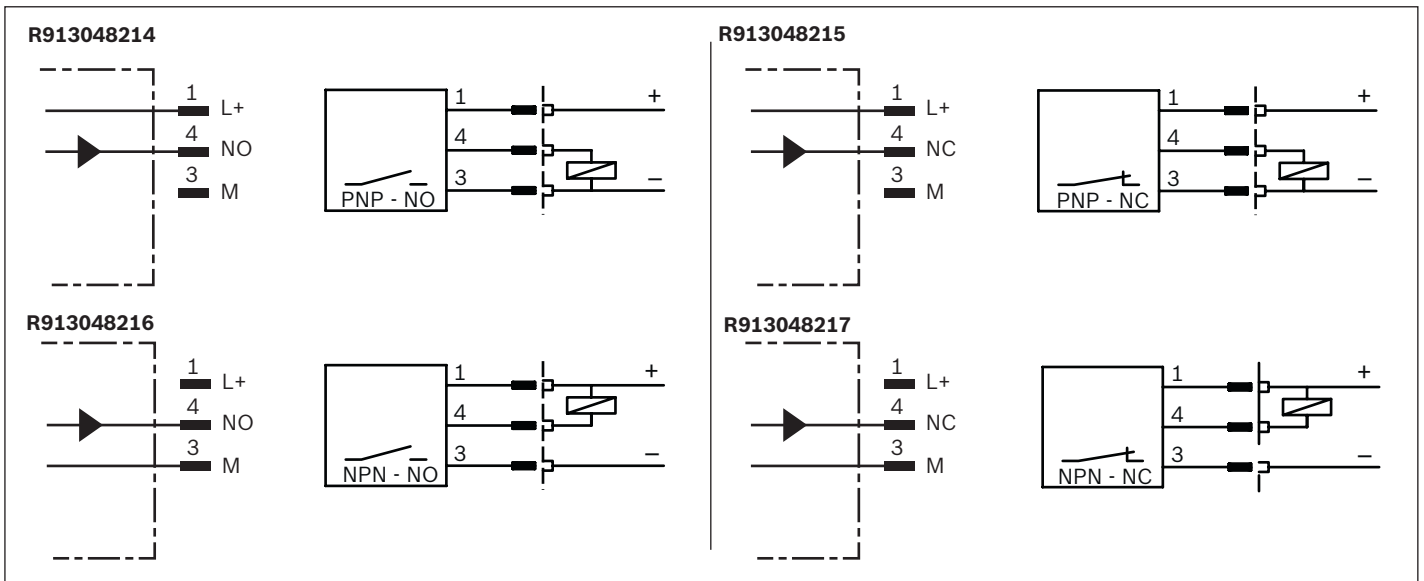 R913048214
1
L+
4
NO
3
M
1
+
4
3
–
PNP - NO
R913048215
1
L+
4
NC
3
M
1
+
4
3
–
PNP - NC
R913048216
1
L+
4
NO
3
M
1
+
4
3
–
NPN - NO
R913048217
1
L+
4
NC
3
M
1
+
4
3
–
NPN - NC